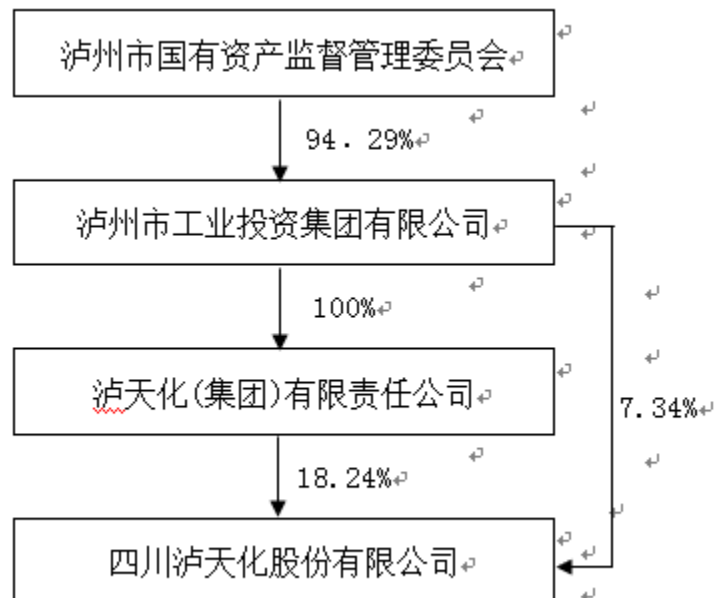 泸州市国有资产监督管理委员会
94．29%
泸州市工业投资集团有限公司
100%
泸天化(集团)有限责任公司
7.34%
18.24%
四川泸天化股份有限公司